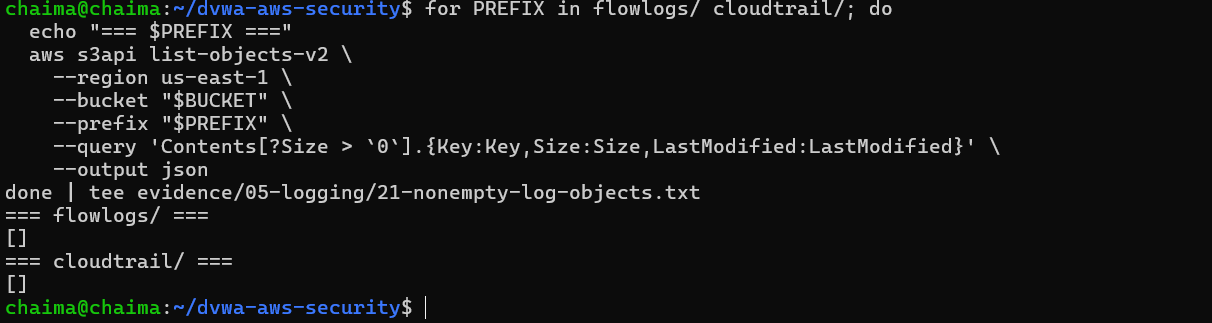 chaima@chaima:~/dvwa-aws-security$ for PREFIX in flowlogs/ cloudtrail/; do
  echo "=== $PREFIX ==="
  aws s3api list-objects-v2 \
    --region us-east-1 \
    --bucket "$BUCKET" \
    --prefix "$PREFIX" \
    --query 'Contents[?Size > `0`].{Key:Key,Size:Size,LastModified:LastModified}' \
    --output json
done | tee evidence/05-logging/21-nonempty-log-objects.txt
=== flowlogs/ ===
[]
=== cloudtrail/ ===
[]
chaima@chaima:~/dvwa-aws-security$